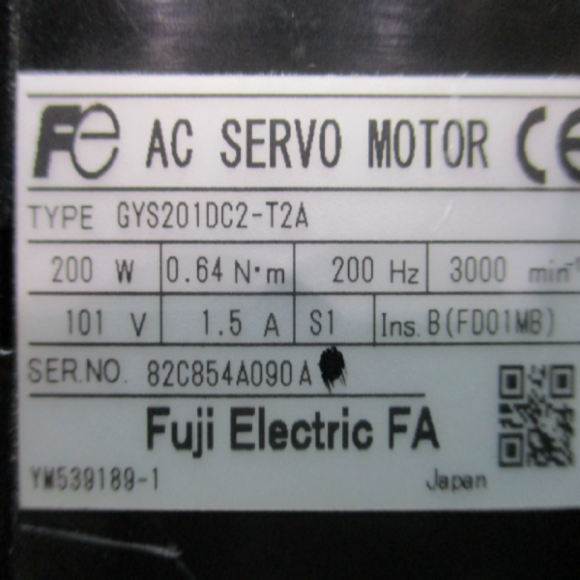 Fe AC SERVO MOTOR CE
TYPE GYS201DC2-T2A
200 W 0.64 N·m 200 Hz 3000 min⁻¹
101 V 1.5 A S1 Ins. B(FD01MB)
SER.NO. 82C854A090A
Fuji Electric FA
YM539189-1 Japan